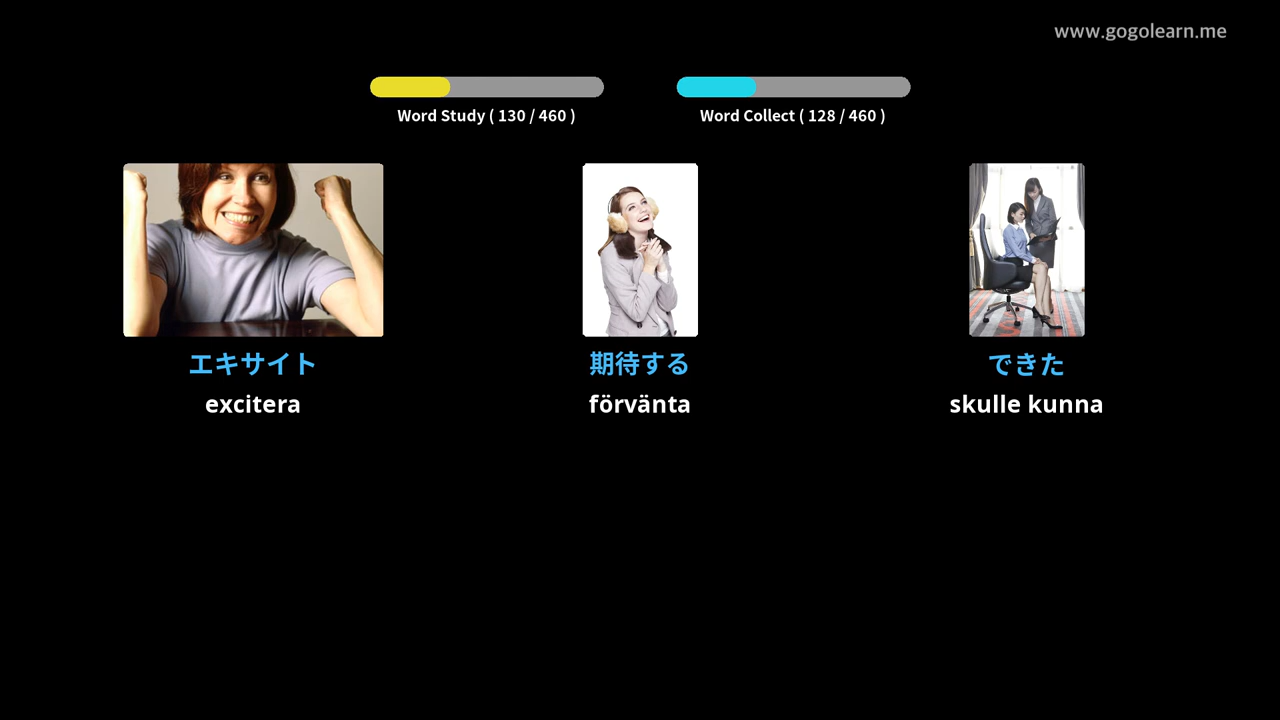 www.gogolearn.me
Word Study ( 130 / 460 )
Word Collect ( 128 / 460 )
エキサイト
excitera
期待する
förvänta
できた
skulle kunna